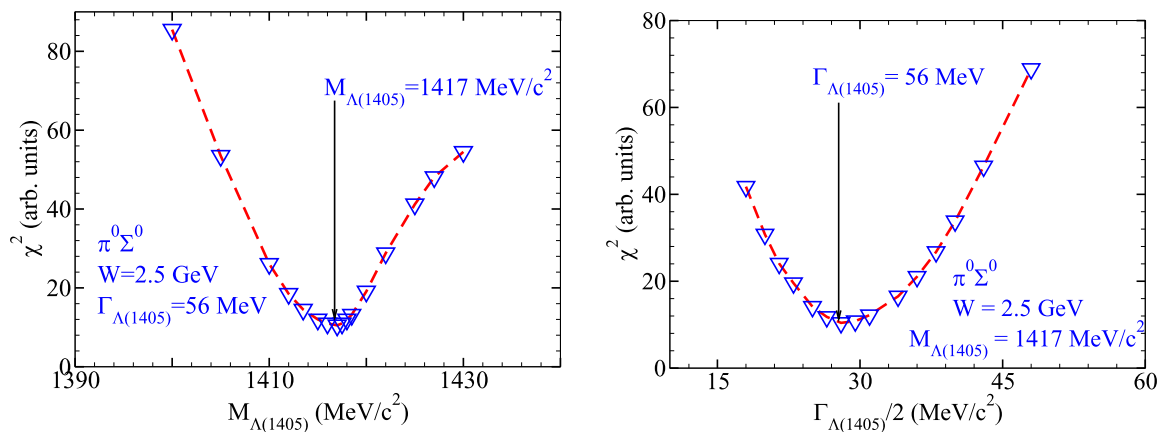 80
60
40
20
0
χ² (arb. units)
M_Λ(1405)=1417 MeV/c²
π⁰Σ⁰
W=2.5 GeV
Γ_Λ(1405)=56 MeV
1390
1410
1430
M_Λ(1405) (MeV/c²)
80
60
40
20
0
χ² (arb. units)
Γ_Λ(1405)= 56 MeV
π⁰Σ⁰
W = 2.5 GeV
M_Λ(1405) = 1417 MeV/c²
15
30
45
60
Γ_Λ(1405)/2 (MeV/c²)